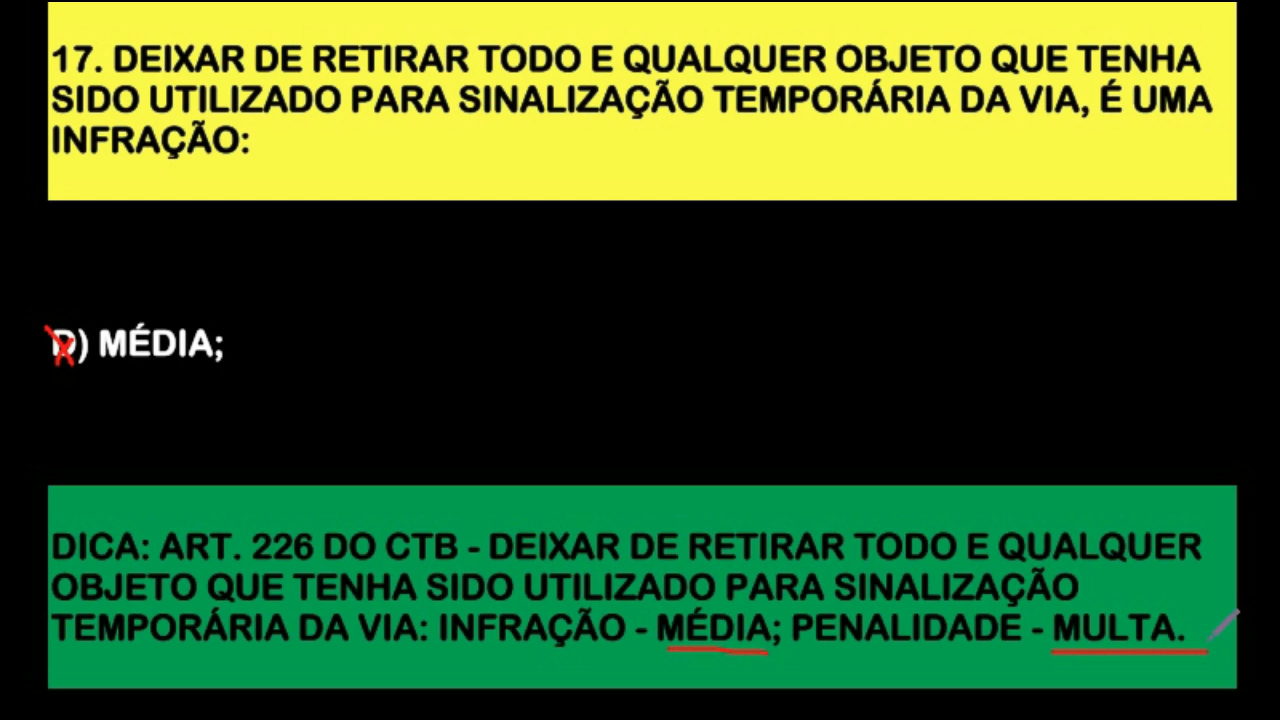 17. DEIXAR DE RETIRAR TODO E QUALQUER OBJETO QUE TENHA
SIDO UTILIZADO PARA SINALIZAÇÃO TEMPORÁRIA DA VIA, É UMA
INFRAÇÃO:
D) MÉDIA;
DICA: ART. 226 DO CTB - DEIXAR DE RETIRAR TODO E QUALQUER
OBJETO QUE TENHA SIDO UTILIZADO PARA SINALIZAÇÃO
TEMPORÁRIA DA VIA: INFRAÇÃO - MÉDIA; PENALIDADE - MULTA.